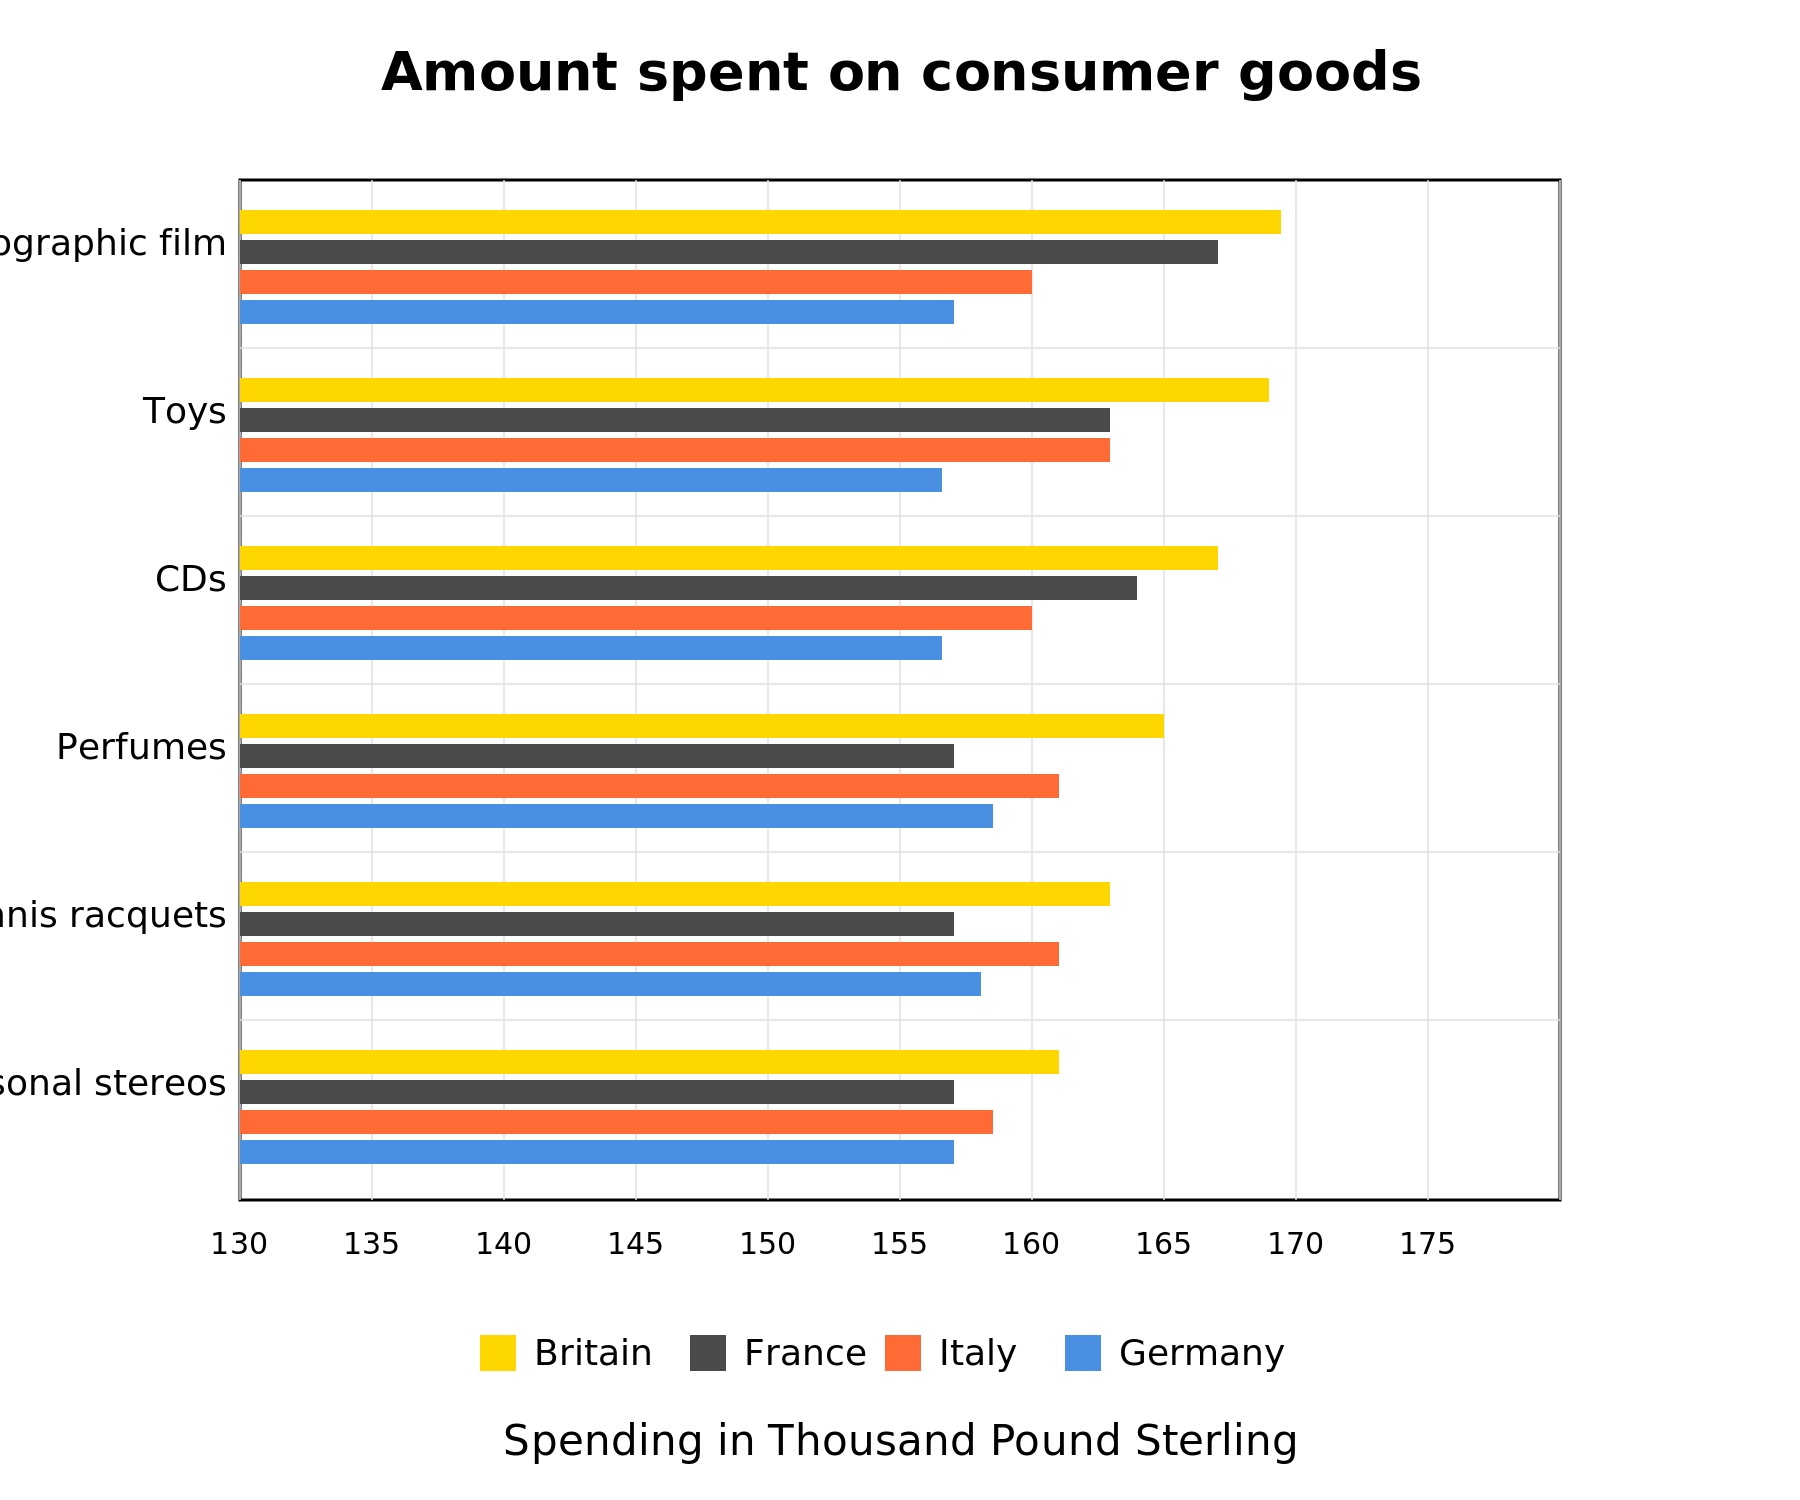 Amount spent on consumer goods
ographic film
Toys
CDs
Perfumes
nnis racquets
sonal stereos
130 135 140 145 150 155 160 165 170 175
Britain France Italy Germany
Spending in Thousand Pound Sterling